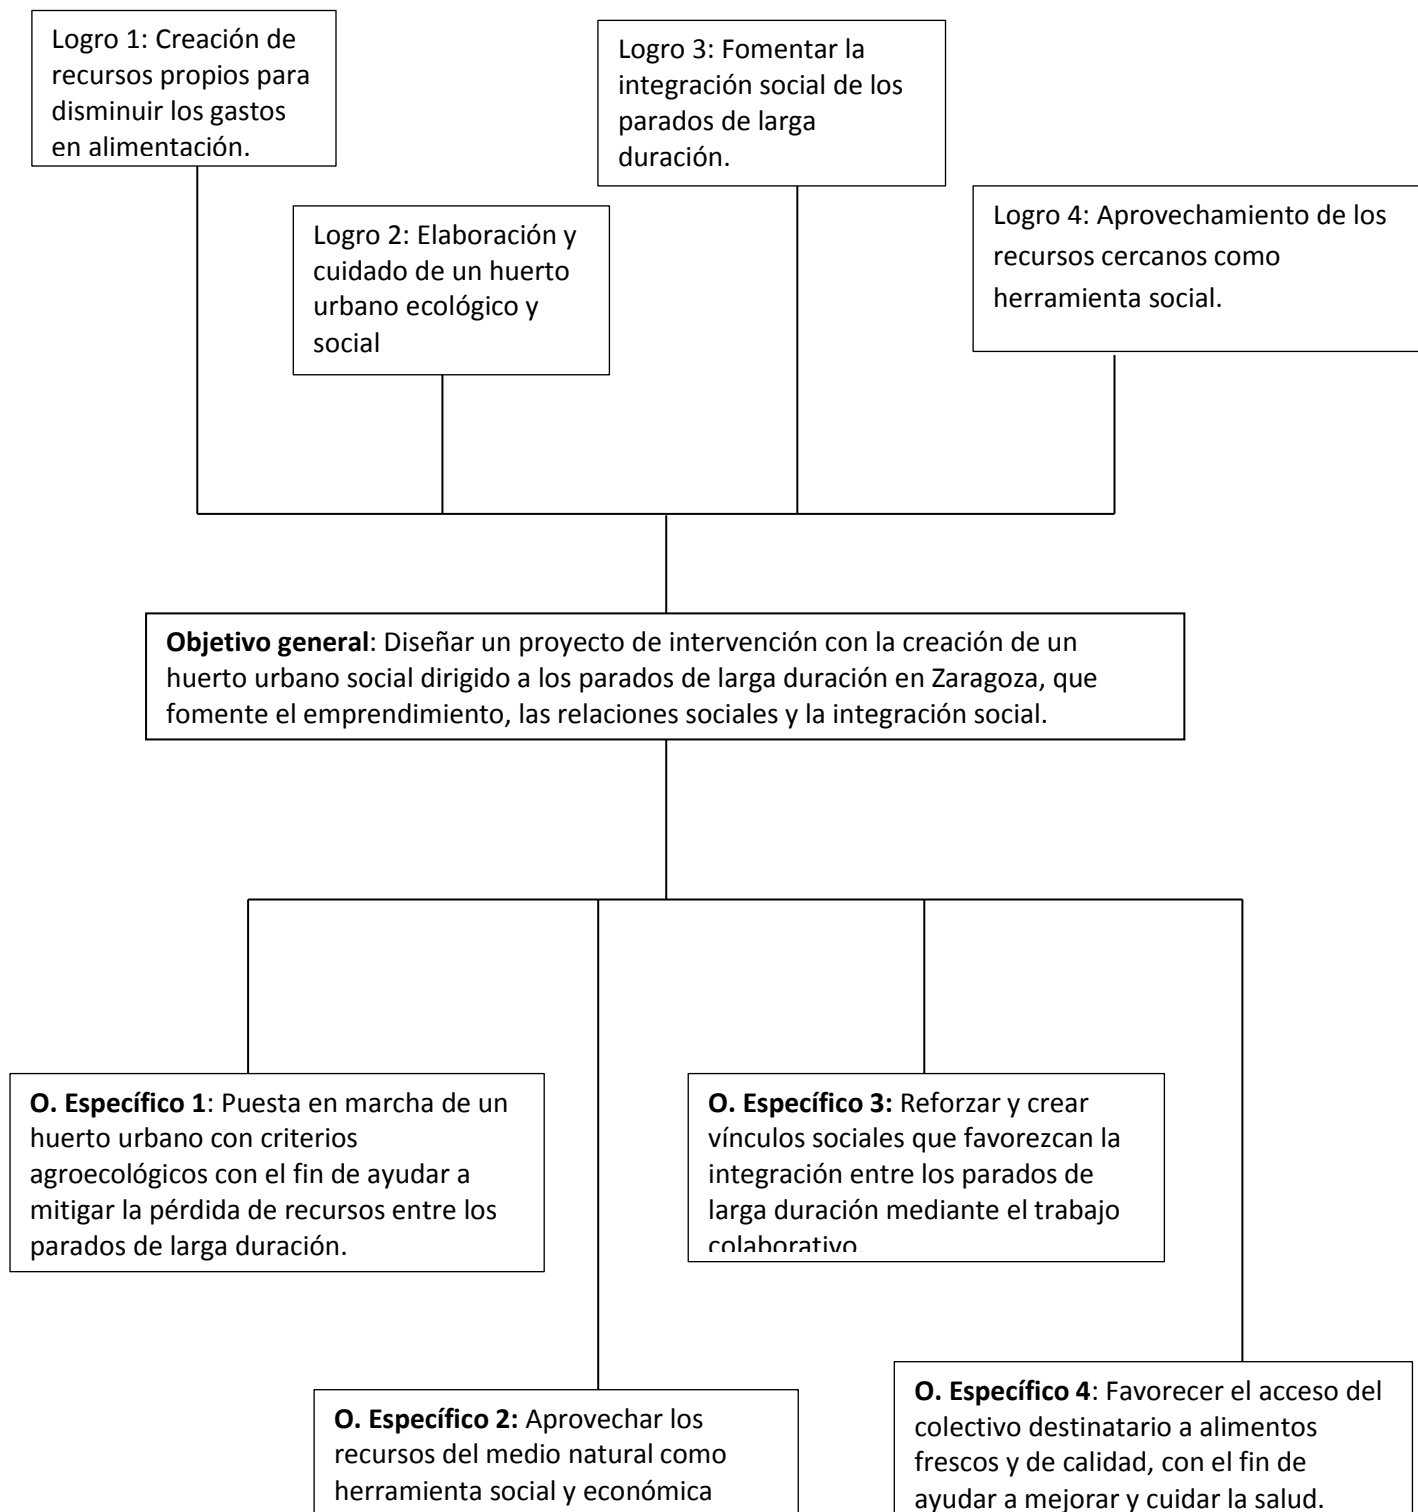 Logro 1: Creación de
recursos propios para
disminuir los gastos
en alimentación.
Logro 3: Fomentar la
integración social de los
parados de larga
duración.
Logro 2: Elaboración y
cuidado de un huerto
urbano ecológico y
social
Logro 4: Aprovechamiento de los
recursos cercanos como
herramienta social.
Objetivo general: Diseñar un proyecto de intervención con la creación de un
huerto urbano social dirigido a los parados de larga duración en Zaragoza, que
fomente el emprendimiento, las relaciones sociales y la integración social.
O. Específico 1: Puesta en marcha de un
huerto urbano con criterios
agroecológicos con el fin de ayudar a
mitigar la pérdida de recursos entre los
parados de larga duración.
O. Específico 3: Reforzar y crear
vínculos sociales que favorezcan la
integración entre los parados de
larga duración mediante el trabajo
colaborativo.
O. Específico 2: Aprovechar los
recursos del medio natural como
herramienta social y económica
O. Específico 4: Favorecer el acceso del
colectivo destinatario a alimentos
frescos y de calidad, con el fin de
ayudar a mejorar y cuidar la salud.